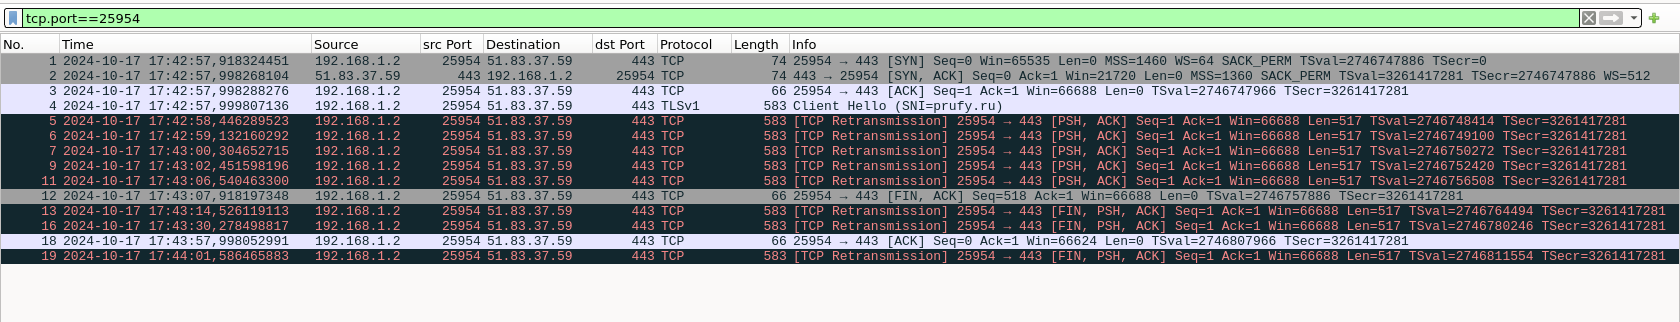 tcp.port==25954
No. Time Source src Port Destination dst Port Protocol Length Info
1 2024-10-17 17:42:57,918324451 192.168.1.2 25954 51.83.37.59 443 TCP 74 25954 → 443 [SYN] Seq=0 Win=65535 Len=0 MSS=1460 WS=64 SACK_PERM TSval=2746747886 TSecr=0
2 2024-10-17 17:42:57,998268104 51.83.37.59 443 192.168.1.2 25954 TCP 74 443 → 25954 [SYN, ACK] Seq=0 Ack=1 Win=21720 Len=0 MSS=1360 SACK_PERM TSval=3261417281 TSecr=2746747886 WS=512
3 2024-10-17 17:42:57,998288276 192.168.1.2 25954 51.83.37.59 443 TCP 66 25954 → 443 [ACK] Seq=1 Ack=1 Win=66688 Len=0 TSval=2746747966 TSecr=3261417281
4 2024-10-17 17:42:57,999807136 192.168.1.2 25954 51.83.37.59 443 TLSv1 583 Client Hello (SNI=prufy.ru)
5 2024-10-17 17:42:58,446289523 192.168.1.2 25954 51.83.37.59 443 TCP 583 [TCP Retransmission] 25954 → 443 [PSH, ACK] Seq=1 Ack=1 Win=66688 Len=517 TSval=2746748414 TSecr=3261417281
6 2024-10-17 17:42:59,132160292 192.168.1.2 25954 51.83.37.59 443 TCP 583 [TCP Retransmission] 25954 → 443 [PSH, ACK] Seq=1 Ack=1 Win=66688 Len=517 TSval=2746749100 TSecr=3261417281
7 2024-10-17 17:43:00,304652715 192.168.1.2 25954 51.83.37.59 443 TCP 583 [TCP Retransmission] 25954 → 443 [PSH, ACK] Seq=1 Ack=1 Win=66688 Len=517 TSval=2746750272 TSecr=3261417281
9 2024-10-17 17:43:02,451598196 192.168.1.2 25954 51.83.37.59 443 TCP 583 [TCP Retransmission] 25954 → 443 [PSH, ACK] Seq=1 Ack=1 Win=66688 Len=517 TSval=2746752420 TSecr=3261417281
11 2024-10-17 17:43:06,540463300 192.168.1.2 25954 51.83.37.59 443 TCP 583 [TCP Retransmission] 25954 → 443 [PSH, ACK] Seq=1 Ack=1 Win=66688 Len=517 TSval=2746756508 TSecr=3261417281
12 2024-10-17 17:43:07,918197348 192.168.1.2 25954 51.83.37.59 443 TCP 66 25954 → 443 [FIN, ACK] Seq=518 Ack=1 Win=66688 Len=0 TSval=2746757886 TSecr=3261417281
13 2024-10-17 17:43:14,526119113 192.168.1.2 25954 51.83.37.59 443 TCP 583 [TCP Retransmission] 25954 → 443 [FIN, PSH, ACK] Seq=1 Ack=1 Win=66688 Len=517 TSval=2746764494 TSecr=3261417281
16 2024-10-17 17:43:30,278498817 192.168.1.2 25954 51.83.37.59 443 TCP 583 [TCP Retransmission] 25954 → 443 [FIN, PSH, ACK] Seq=1 Ack=1 Win=66688 Len=517 TSval=2746780246 TSecr=3261417281
18 2024-10-17 17:43:57,998052991 192.168.1.2 25954 51.83.37.59 443 TCP 66 25954 → 443 [ACK] Seq=0 Ack=1 Win=66624 Len=0 TSval=2746807966 TSecr=3261417281
19 2024-10-17 17:44:01,586465883 192.168.1.2 25954 51.83.37.59 443 TCP 583 [TCP Retransmission] 25954 → 443 [FIN, PSH, ACK] Seq=1 Ack=1 Win=66688 Len=517 TSval=2746811554 TSecr=3261417281